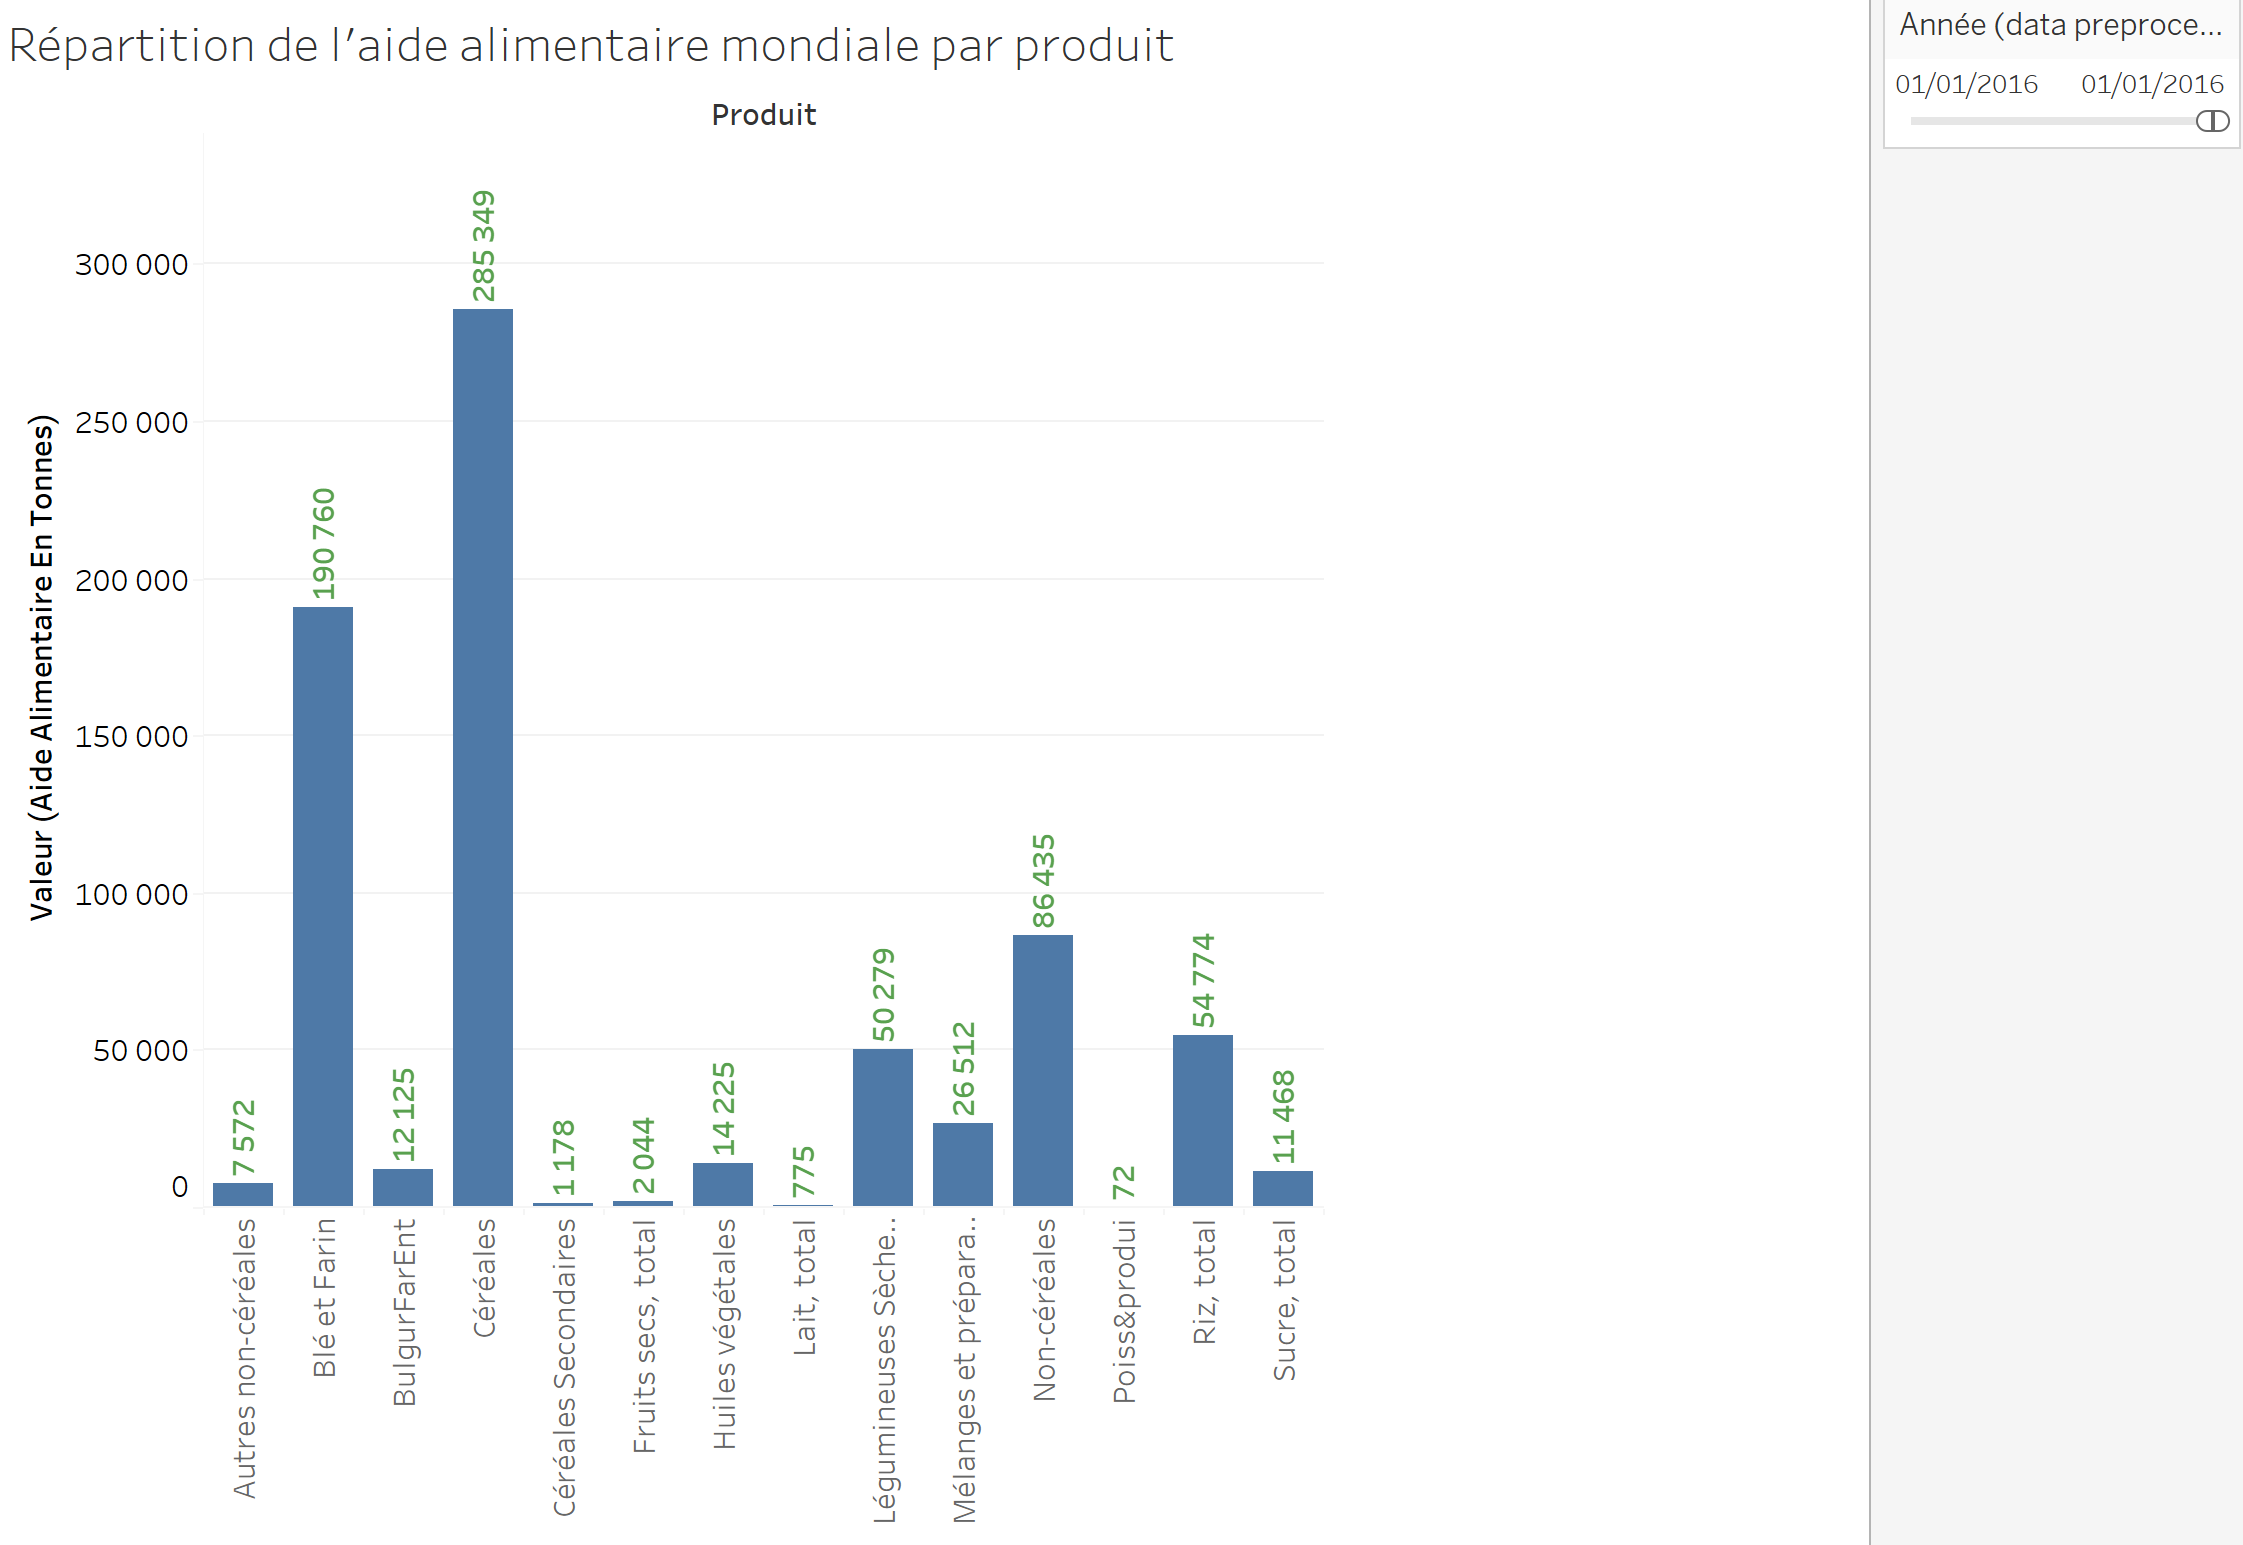 Répartition de l'aide alimentaire mondiale par produit
Année (data preproce...
01/01/2016 01/01/2016
Produit
Valeur (Aide Alimentaire En Tonnes)
300 000
250 000
200 000
150 000
100 000
50 000
0
7 572
190 760
12 125
285 349
1 178
2 044
14 225
775
50 279
26 512
86 435
72
54 774
11 468
Autres non-céréales
Blé et Farin
BulgurFarEnt
Céréales
Céréales Secondaires
Fruits secs, total
Huiles végétales
Lait, total
Légumineuses Sèche..
Mélanges et prépara..
Non-céréales
Poiss&produi
Riz, total
Sucre, total